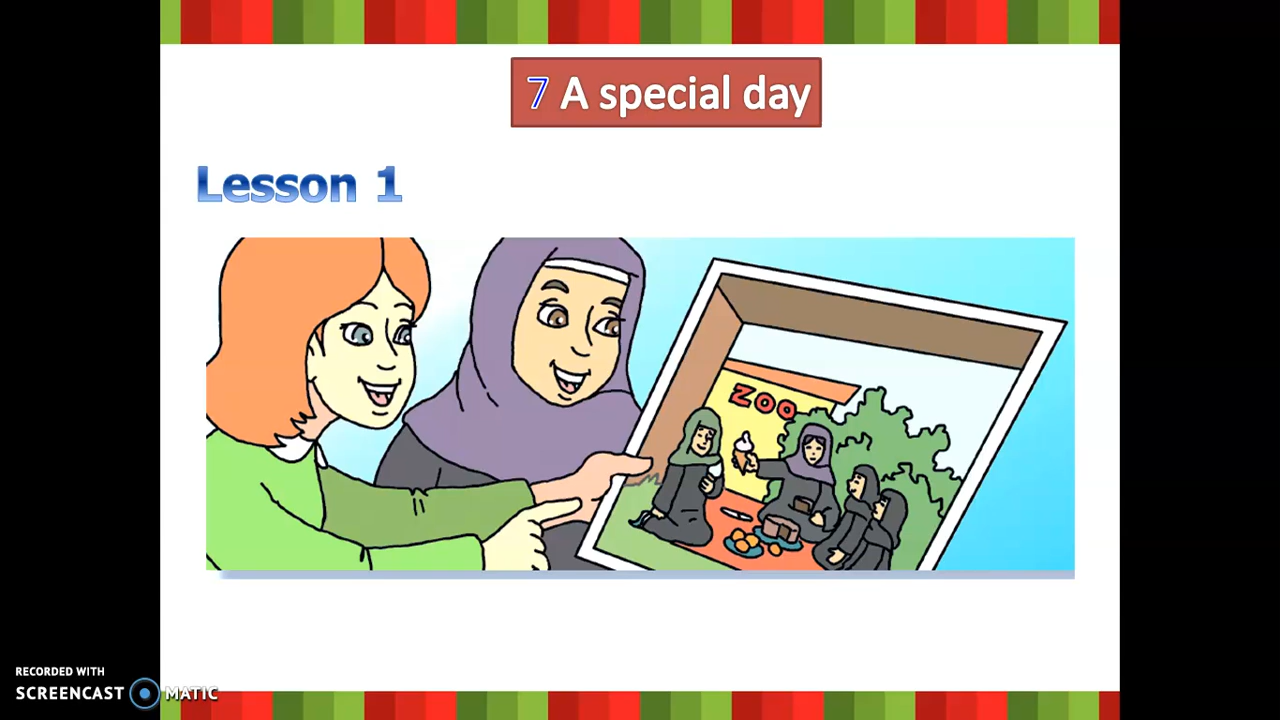 7 A special day
Lesson 1
ZOO
RECORDED WITH
SCREENCAST MATIC